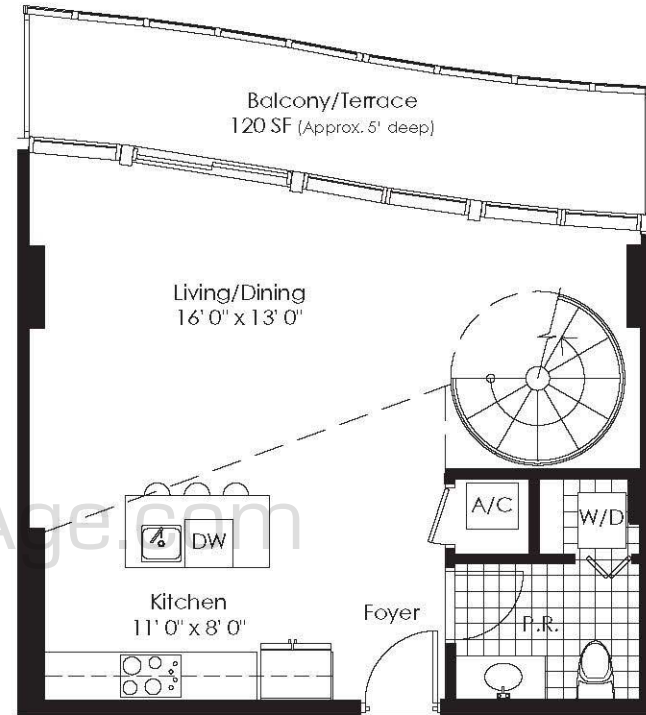 Balcony/Terrace
120 SF (Approx. 5' deep)
Living/Dining
16' 0" x 13' 0"
A/C
W/D
Age.com
DW
Kitchen
11' 0" x 8' 0"
Foyer
P.R.